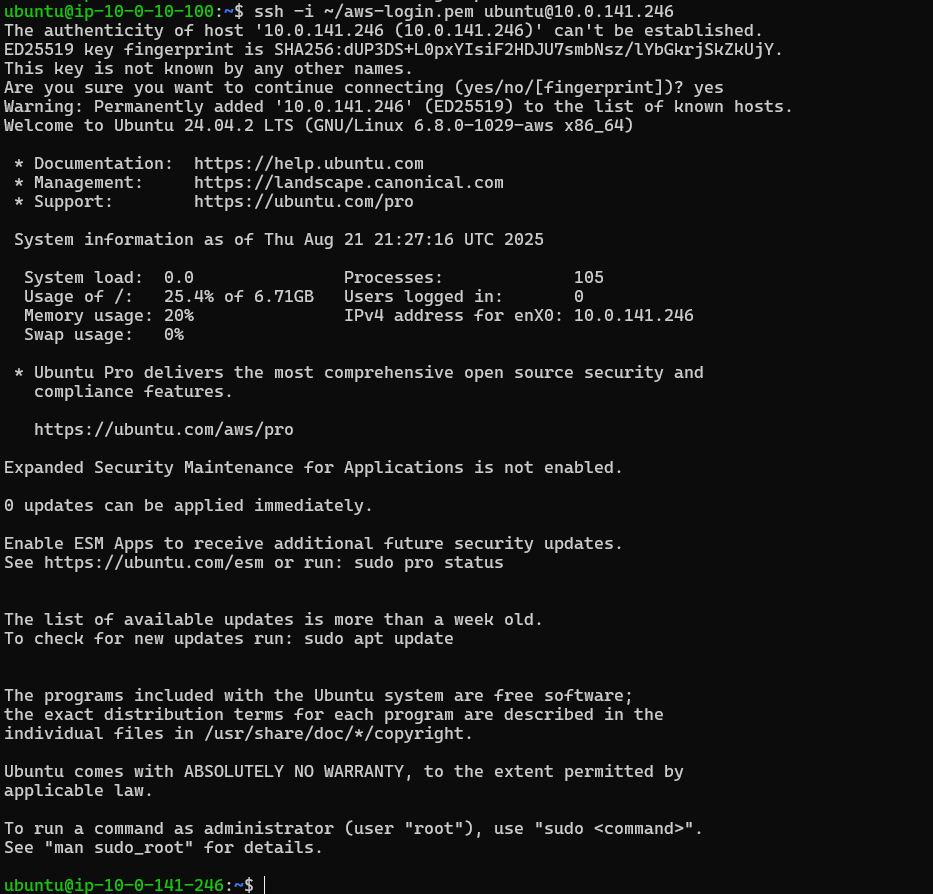 ubuntu@ip-10-0-10-100:~$ ssh -i ~/aws-login.pem ubuntu@10.0.141.246
The authenticity of host '10.0.141.246 (10.0.141.246)' can't be established.
ED25519 key fingerprint is SHA256:dUP3DS+L0pxYIsiF2HDJU7smbNsz/lYbGkrjSkZkUjY.
This key is not known by any other names.
Are you sure you want to continue connecting (yes/no/[fingerprint])? yes
Warning: Permanently added '10.0.141.246' (ED25519) to the list of known hosts.
Welcome to Ubuntu 24.04.2 LTS (GNU/Linux 6.8.0-1029-aws x86_64)

 * Documentation:  https://help.ubuntu.com
 * Management:     https://landscape.canonical.com
 * Support:        https://ubuntu.com/pro

 System information as of Thu Aug 21 21:27:16 UTC 2025

  System load:  0.0               Processes:             105
  Usage of /:   25.4% of 6.71GB   Users logged in:       0
  Memory usage: 20%               IPv4 address for enX0: 10.0.141.246
  Swap usage:   0%

 * Ubuntu Pro delivers the most comprehensive open source security and
   compliance features.

   https://ubuntu.com/aws/pro

Expanded Security Maintenance for Applications is not enabled.

0 updates can be applied immediately.

Enable ESM Apps to receive additional future security updates.
See https://ubuntu.com/esm or run: sudo pro status


The list of available updates is more than a week old.
To check for new updates run: sudo apt update


The programs included with the Ubuntu system are free software;
the exact distribution terms for each program are described in the
individual files in /usr/share/doc/*/copyright.

Ubuntu comes with ABSOLUTELY NO WARRANTY, to the extent permitted by
applicable law.

To run a command as administrator (user "root"), use "sudo <command>".
See "man sudo_root" for details.

ubuntu@ip-10-0-141-246:~$